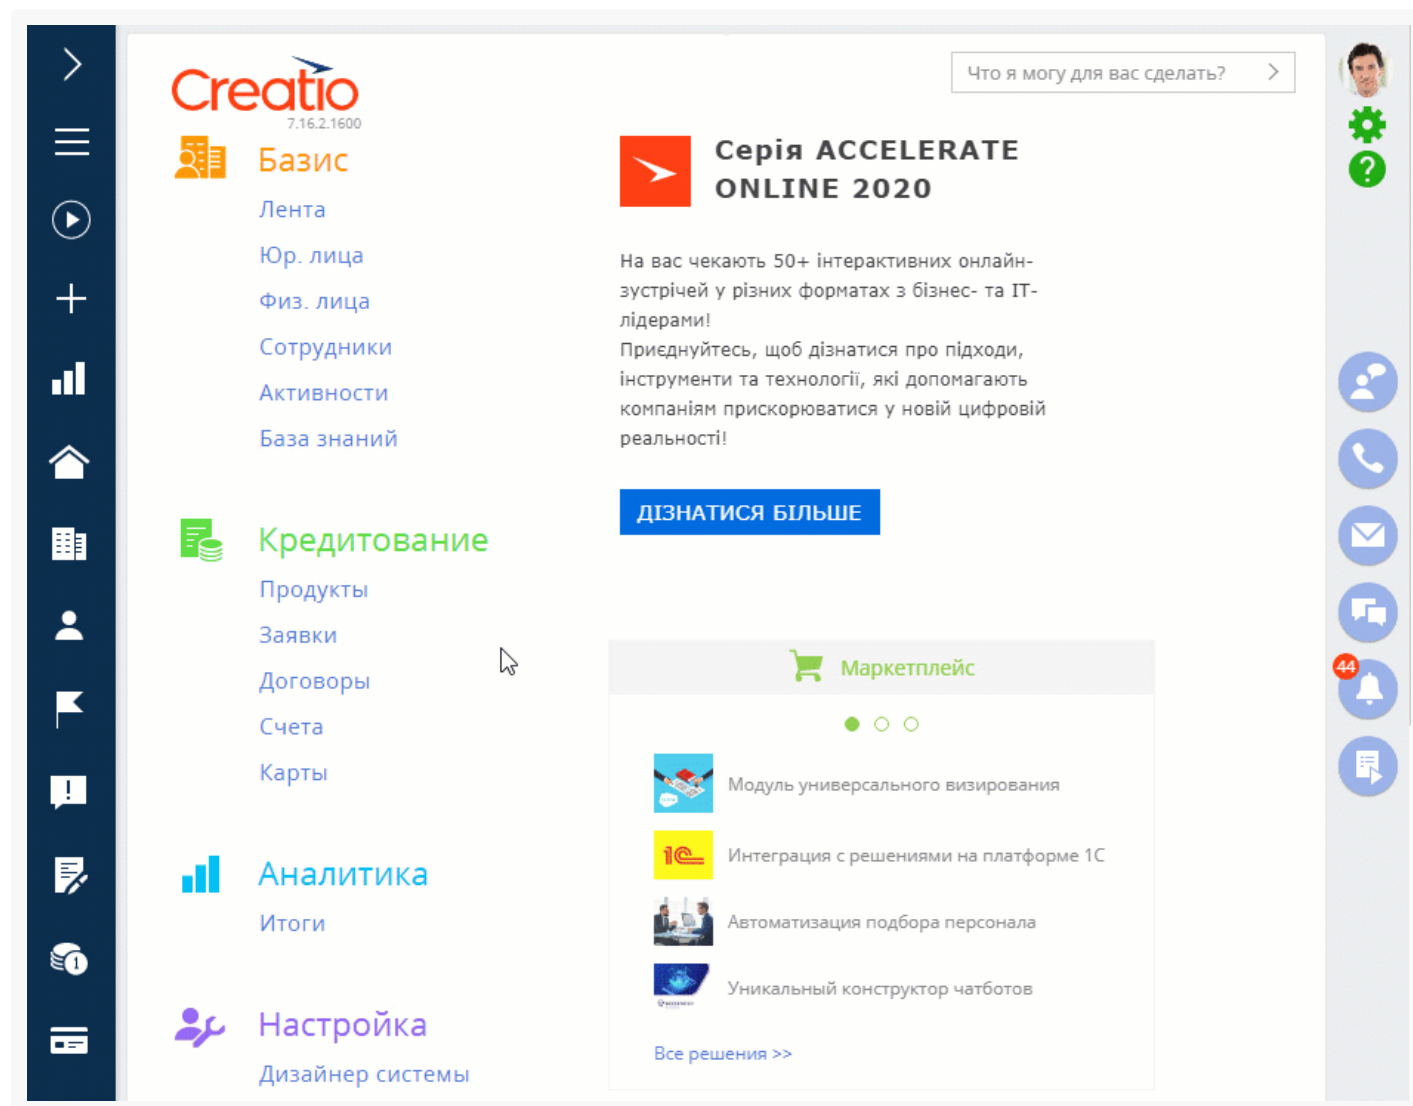 Creatio
7.16.2.1600
Что я могу для вас сделать?
Базис
Лента
Юр. лица
Физ. лица
Сотрудники
Активности
База знаний
Кредитование
Продукты
Заявки
Договоры
Счета
Карты
Аналитика
Итоги
Настройка
Дизайнер системы
Серія ACCELERATE
ONLINE 2020
На вас чекають 50+ інтерактивних онлайн-
зустрічей у різних форматах з бізнес- та IT-
лідерами!
Приєднуйтесь, щоб дізнатися про підходи,
інструменти та технології, які допомагають
компаніям прискорюватися у новій цифровій
реальності!
ДІЗНАТИСЯ БІЛЬШЕ
Маркетплейс
Модуль универсального визирования
1С
Интеграция с решениями на платформе 1С
Автоматизация подбора персонала
Уникальный конструктор чатботов
Все решения >>
44